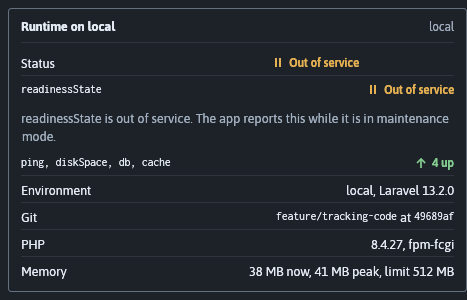 Runtime on local local
Status Out of service
readinessState Out of service
readinessState is out of service. The app reports this while it is in maintenance
mode.
ping, diskSpace, db, cache ↑ 4 up
Environment local, Laravel 13.2.0
Git feature/tracking-code at 49689af
PHP 8.4.27, fpm-fcgi
Memory 38 MB now, 41 MB peak, limit 512 MB